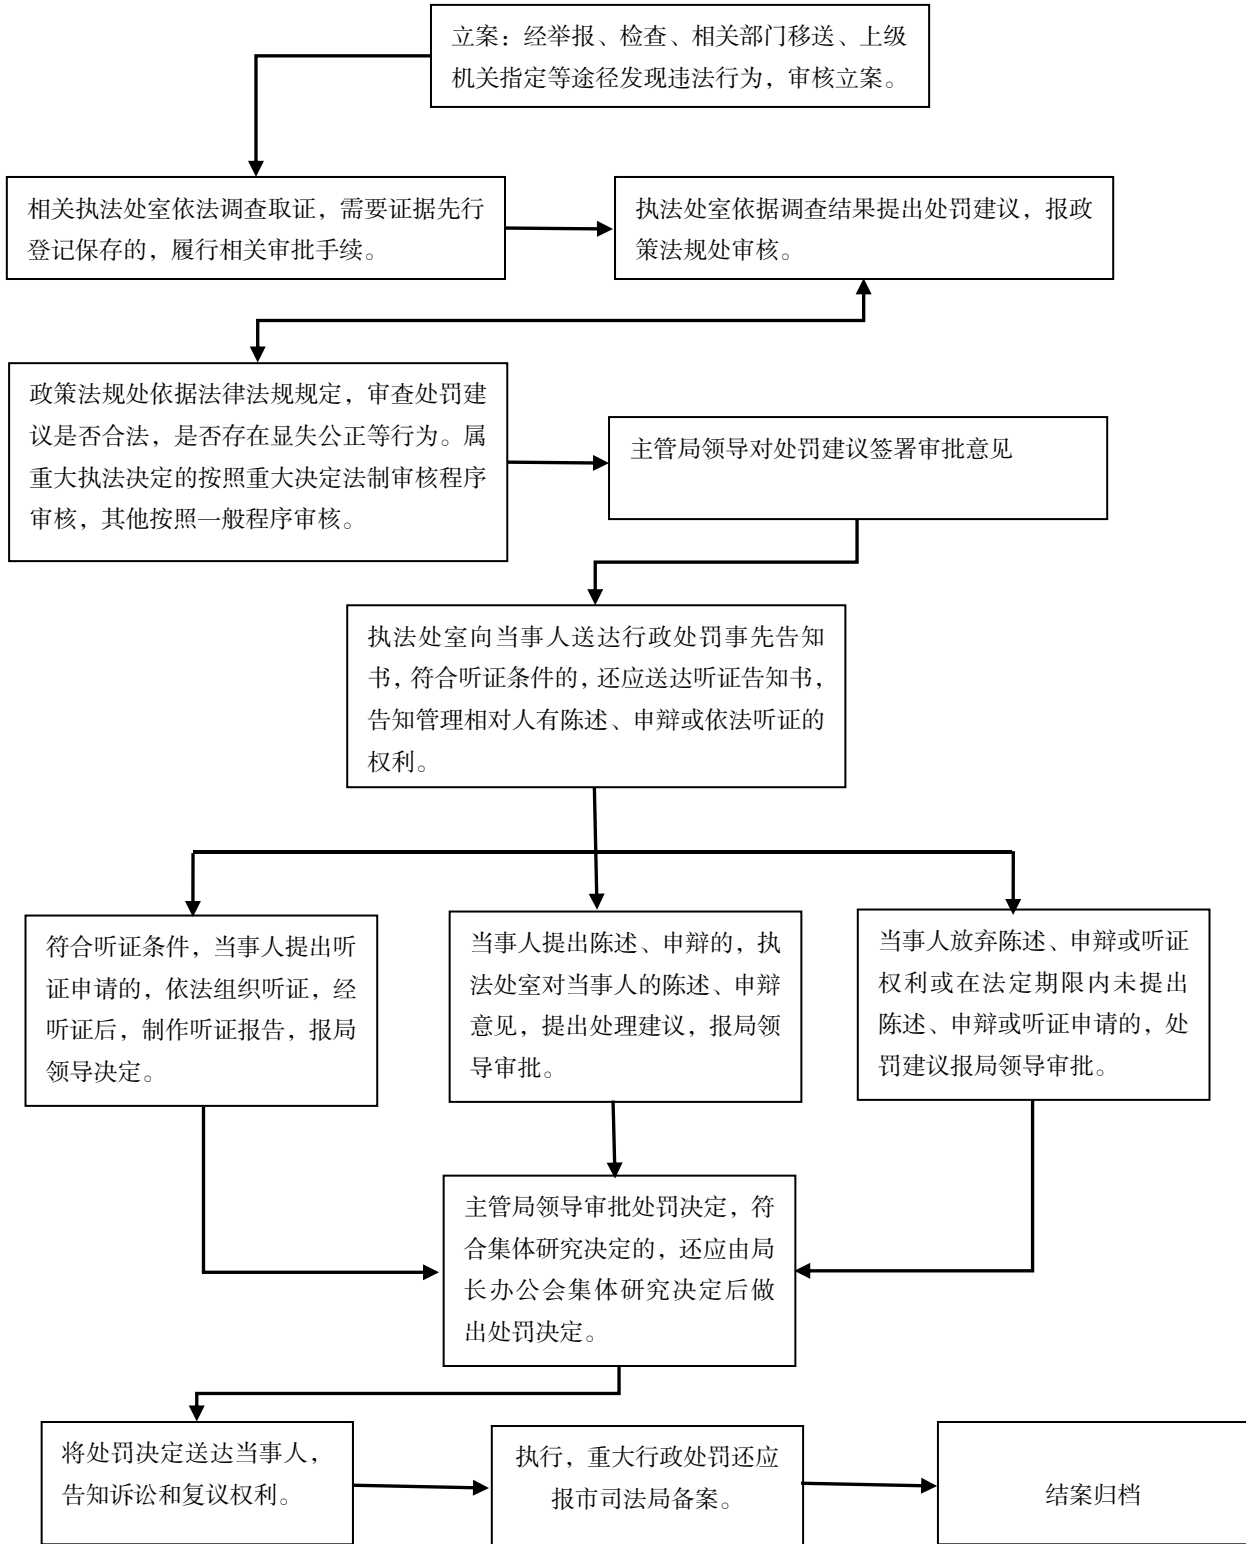 立案：经举报、检查、相关部门移送、上级
机关指定等途径发现违法行为，审核立案。
相关执法处室依法调查取证，需要证据先行
登记保存的，履行相关审批手续。
执法处室依据调查结果提出处罚建议，报政
策法规处审核。
政策法规处依据法律法规规定，审查处罚建
议是否合法，是否存在显失公正等行为。属
重大执法决定的按照重大决定法制审核程序
审核，其他按照一般程序审核。
主管局领导对处罚建议签署审批意见
执法处室向当事人送达行政处罚事先告知
书，符合听证条件的，还应送达听证告知书，
告知管理相对人有陈述、申辩或依法听证的
权利。
符合听证条件，当事人提出听
证申请的，依法组织听证，经
听证后，制作听证报告，报局
领导决定。
当事人提出陈述、申辩的，执
法处室对当事人的陈述、申辩
意见，提出处理建议，报局领
导审批。
当事人放弃陈述、申辩或听证
权利或在法定期限内未提出
陈述、申辩或听证申请的，处
罚建议报局领导审批。
主管局领导审批处罚决定，符
合集体研究决定的，还应由局
长办公会集体研究决定后做
出处罚决定。
将处罚决定送达当事人，
告知诉讼和复议权利。
执行，重大行政处罚还应
报市司法局备案。
结案归档